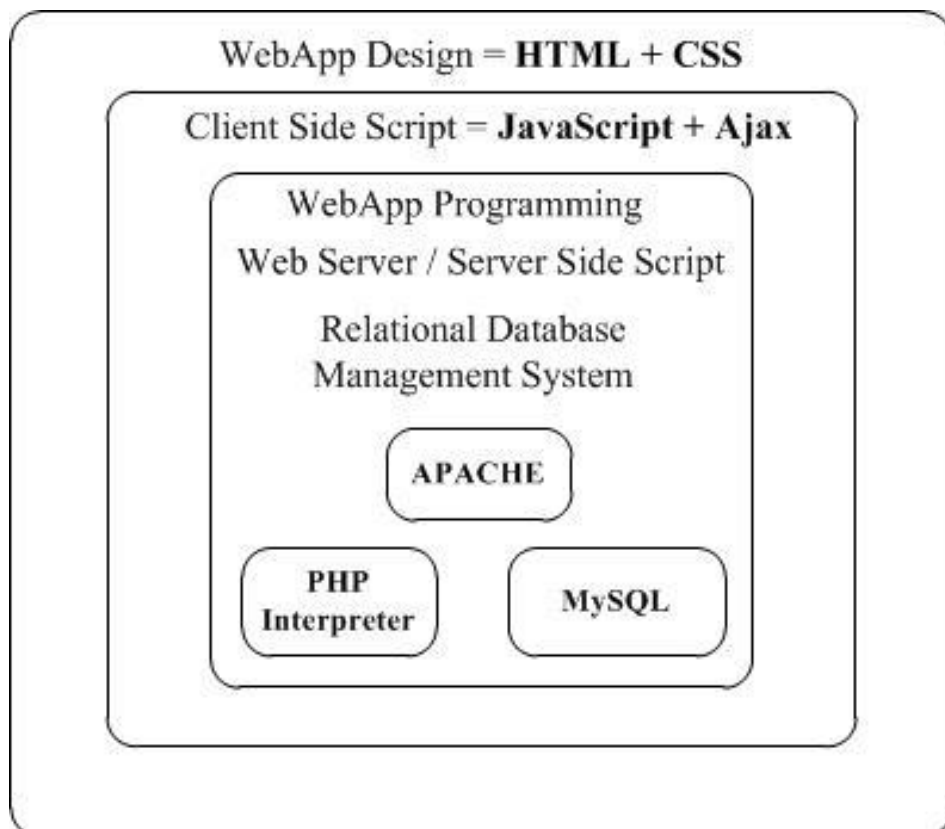 WebApp Design = HTML + CSS
Client Side Script = JavaScript + Ajax
WebApp Programming
Web Server / Server Side Script
Relational Database
Management System
APACHE
PHP
Interpreter
MySQL